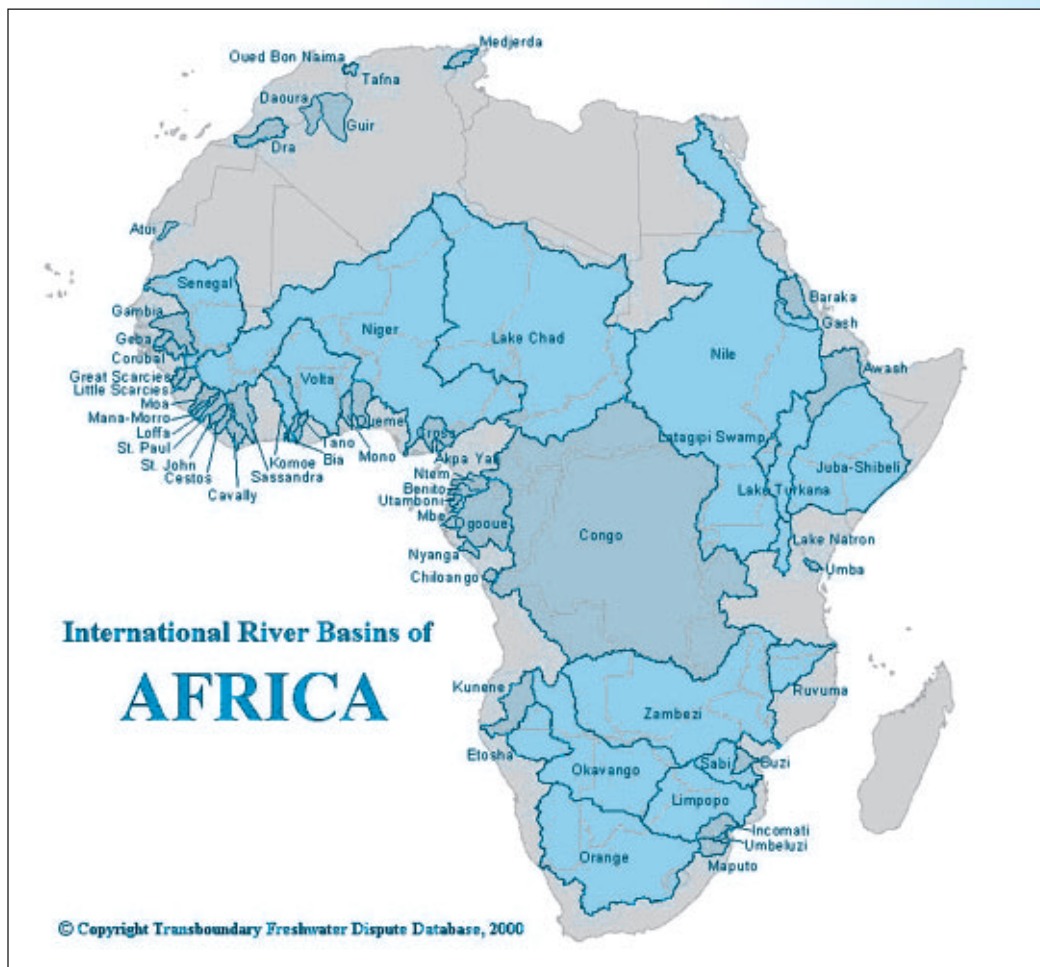 Medjerda
Oued Bon Naima
Tafna
Daoura
Guir
Dra
Atui
Senegal
Gambia
Geba
Corubal
Great Scarcies
Little Scarcies
Moa
Mana-Morro
Loffa
St. Paul
St. John
Cestos
Cavally
Sassandra
Komoe
Bia
Tano
Volta
Mono
Oueme
Niger
Lake Chad
Cross
Akpa Yafi
Ntem
Benito
Utamboni
Mbe
Ogooue
Nyanga
Chiloango
Congo
Nile
Baraka
Gash
Awash
Latagipi Swamp
Lake Turkana
Juba-Shibeli
Lake Natron
Umba
International River Basins of
AFRICA
Kunene
Etosha
Okavango
Zambezi
Ruvuma
Sabi
Buzi
Limpopo
Incomati
Umbeluzi
Maputo
Orange
© Copyright Transboundary Freshwater Dispute Database, 2000